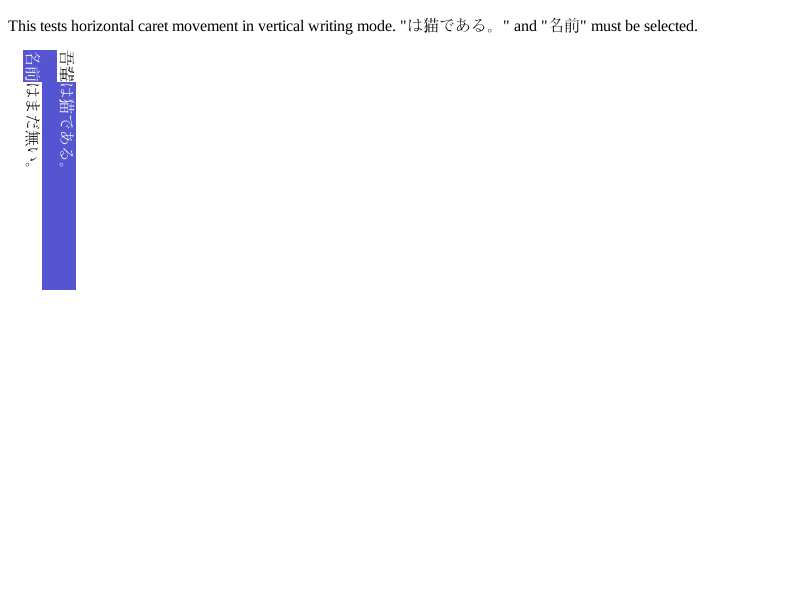 This tests horizontal caret movement in vertical writing mode. "は猫である。" and "名前" must be selected.
吾輩は猫である。
名前はまだ無い。